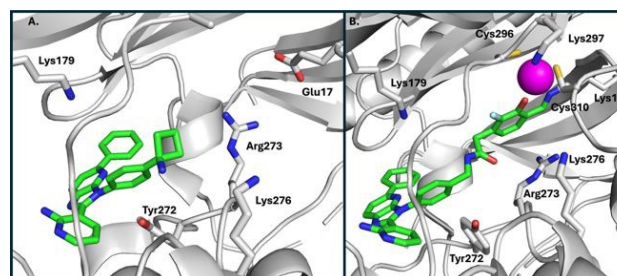 A.
Lys179
Glu17
Arg273
Lys276
Tyr272
B.
Cys296
Lys297
Lys179
Cys310
Lys1
Lys276
Arg273
Tyr272